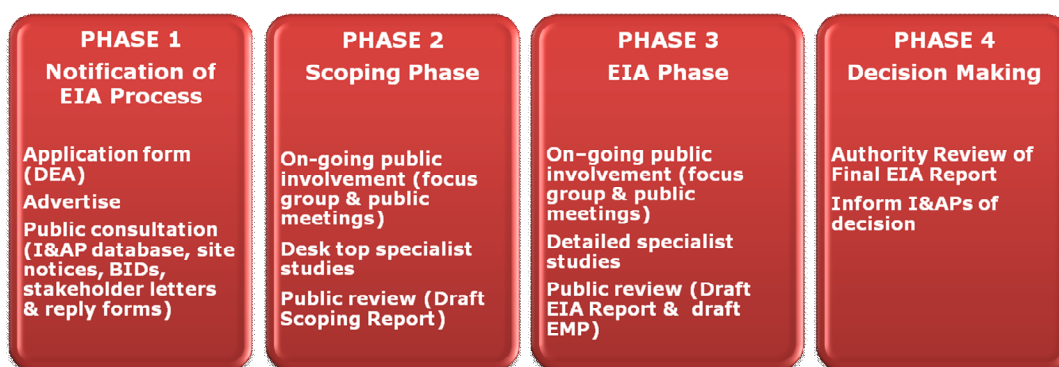 PHASE 1
Notification of
EIA Process
Application form
(DEA)
Advertise
Public consultation
(I&AP database, site
notices, BIDs,
stakeholder letters
& reply forms)
PHASE 2
Scoping Phase
On-going public
involvement (focus
group & public
meetings)
Desk top specialist
studies
Public review (Draft
Scoping Report)
PHASE 3
EIA Phase
On-going public
involvement (focus
group & public
meetings)
Detailed specialist
studies
Public review (Draft
EIA Report & draft
EMP)
PHASE 4
Decision Making
Authority Review of
Final EIA Report
Inform I&APs of
decision